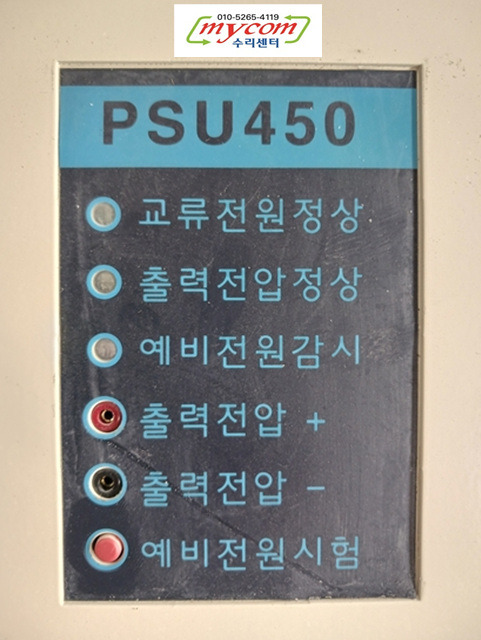 010-5265-4119
mycom
수리센터
PSU450
교류전원정상
출력전압정상
예비전원감시
출력전압 +
출력전압 -
예비전원시험